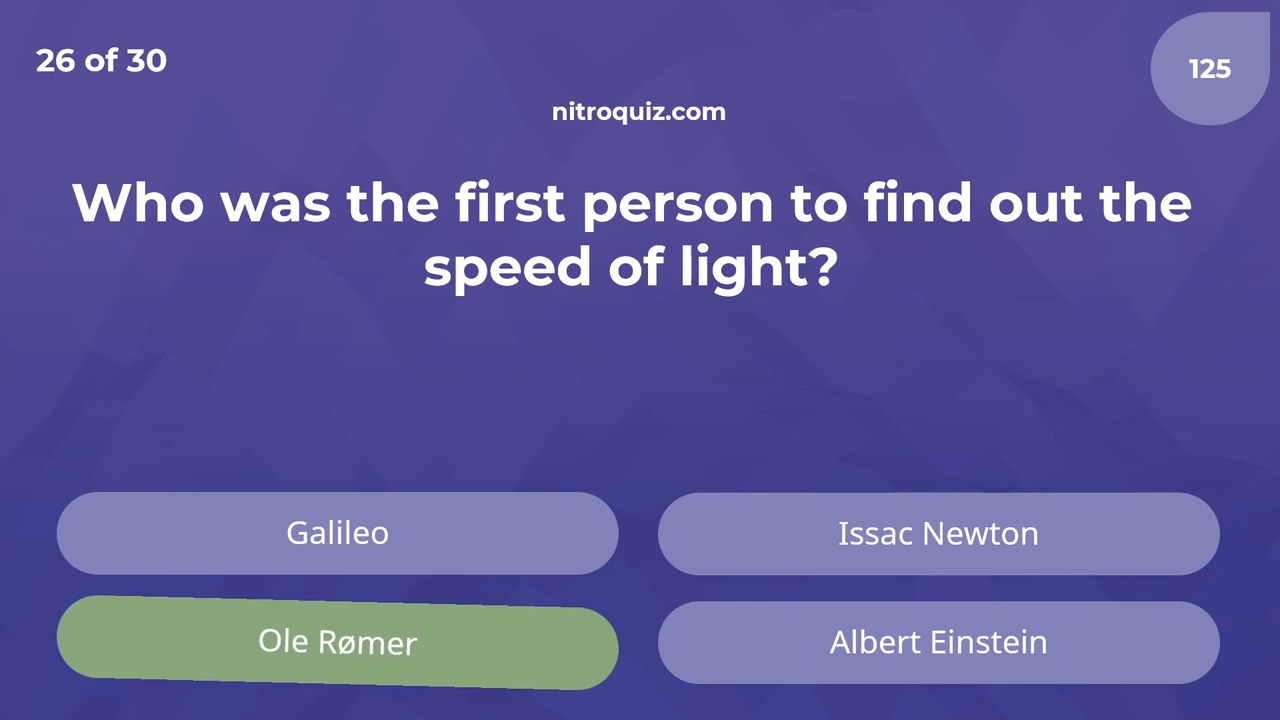 26 of 30
125
nitroquiz.com
Who was the first person to find out the
speed of light?
Galileo
Issac Newton
Ole Rømer
Albert Einstein